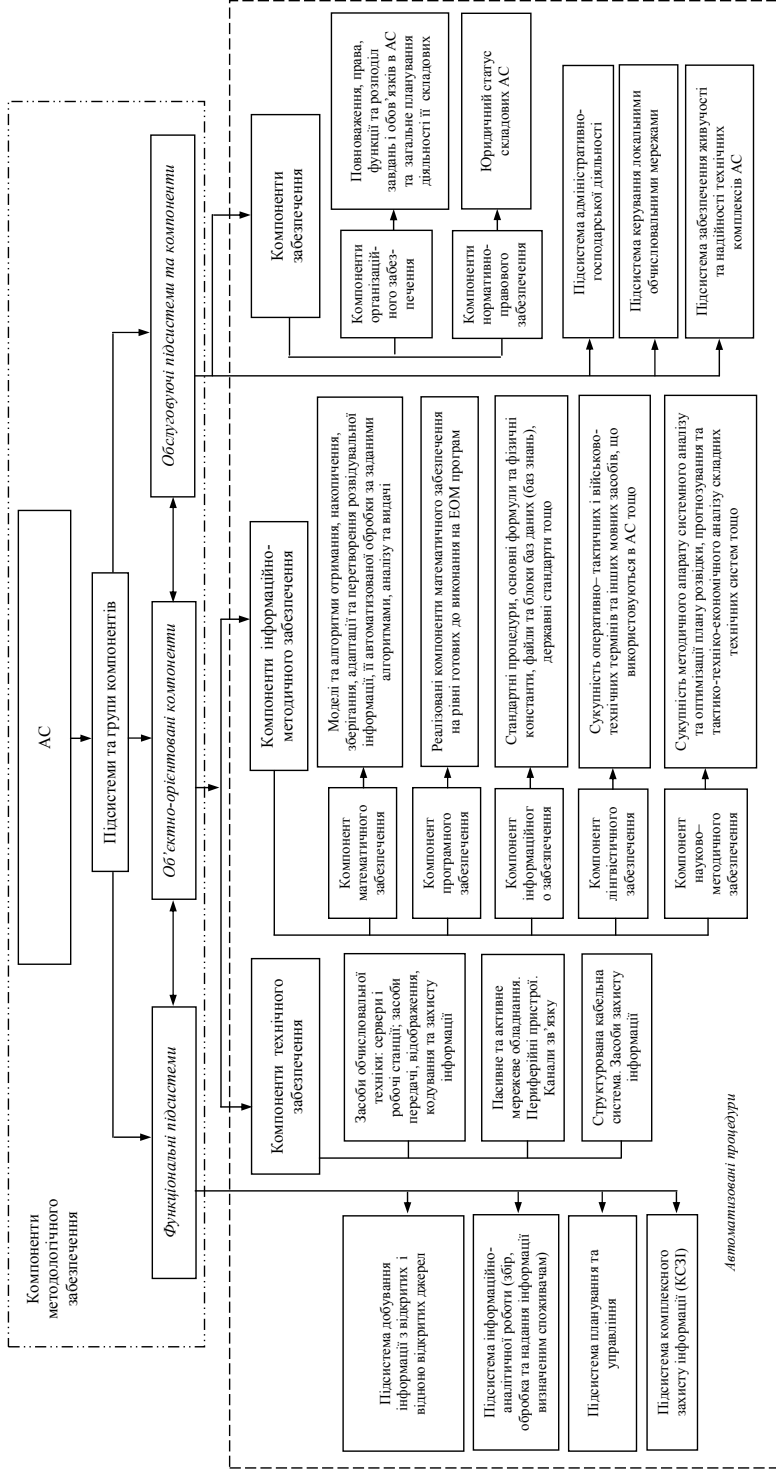 Компоненти
методологічного
забезпечення
АС
Підсистеми та групи компонентів
Функціональні підсистеми
Об'єктно-орієнтовані компоненти
Обслуговуючі підсистеми та компоненти
Підсистема добування
інформації з відкритих і
відносно відкритих джерел
Підсистема інформаційно-
аналітичної роботи (збір,
обробка та надання інформації
визначеним споживачам)
Підсистема планування та
управління
Підсистема комплексного
захисту інформації (КСЗІ)
Компоненти технічного
забезпечення
Засоби обчислювальної
техніки: сервери і
робочі станції; засоби
передачі, відображення,
кодування та захисту
інформації
Пасивне та активне
мережеве обладнання.
Периферійні пристрої.
Канали зв'язку
Структурована кабельна
система. Засоби захисту
інформації
Компоненти інформаційно-
методичного забезпечення
Компонент
математичного
забезпечення
Моделі та алгоритми отримання, накопичення,
зберігання, адаптації та перетворення розвідувальної
інформації, її автоматизованої обробки за заданими
алгоритмами, аналізу та видачі
Компонент
програмного
забезпечення
Реалізовані компоненти математичного забезпечення
на рівні готових до виконання на ЕОМ програм
Компонент
інформаційног
о забезпечення
Стандартні процедури, основні формули та фізичні
константи, файли та блоки баз даних (баз знань),
державні стандарти тощо
Компонент
лінгвістичного
забезпечення
Сукупність оперативно– тактичних і військово-
технічних термінів та інших мовних засобів, що
використовуються в АС тощо
Компонент
науково–
методичного
забезпечення
Сукупність методичного апарату системного аналізу
та оптимізації плану розвідки, прогнозування та
тактико-техніко-економічного аналізу складних
технічних систем тощо
Компоненти
забезпечення
Компоненти
організацій-
ного забез-
печення
Повноваження, права,
функції та розподіл
завдань і обов'язків в АС
та загальне планування
діяльності її складових
Компоненти
нормативно-
правового
забезпечення
Юридичний статус
складових АС
Підсистема адміністративно-
господарської діяльності
Підсистема керування локальними
обчислювальними мережами
Підсистема забезпечення живучості
та надійності технічних
комплексів АС
Автоматизовані процедури